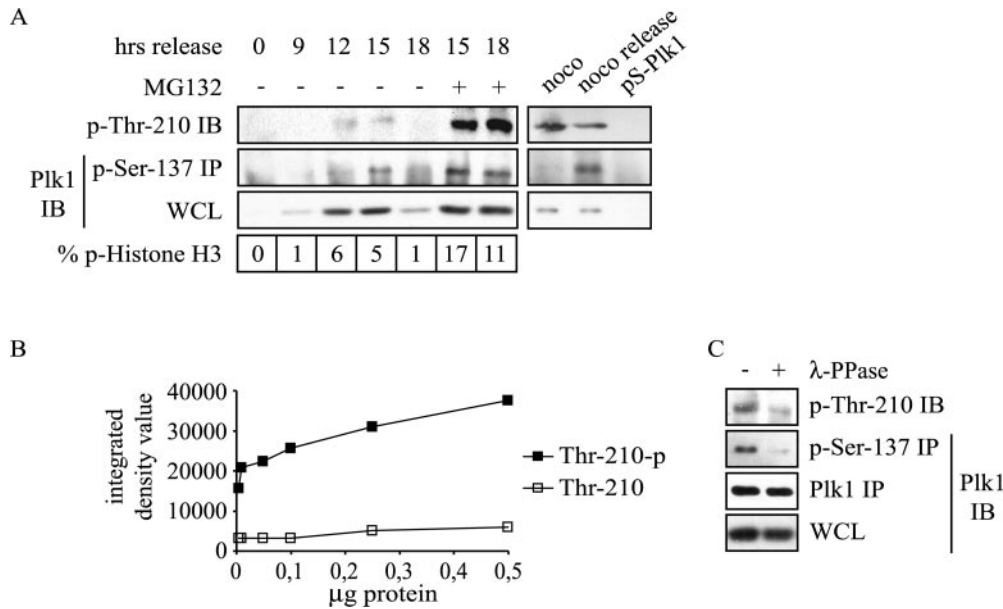 A
hrs release 0 9 12 15 18 15 18
MG132 - - - - - + +
noco
noco release
pS-Plk1
p-Thr-210 IB
p-Ser-137 IP
WCL
Plk1
IB
% p-Histone H3 0 1 6 5 1 17 11
B
integrated
density value
40000
30000
20000
10000
0
0 0,1 0,2 0,3 0,4 0,5
µg protein
Thr-210-p
Thr-210
C
- + λ-PPase
p-Thr-210 IB
p-Ser-137 IP
Plk1 IP
WCL
Plk1
IB